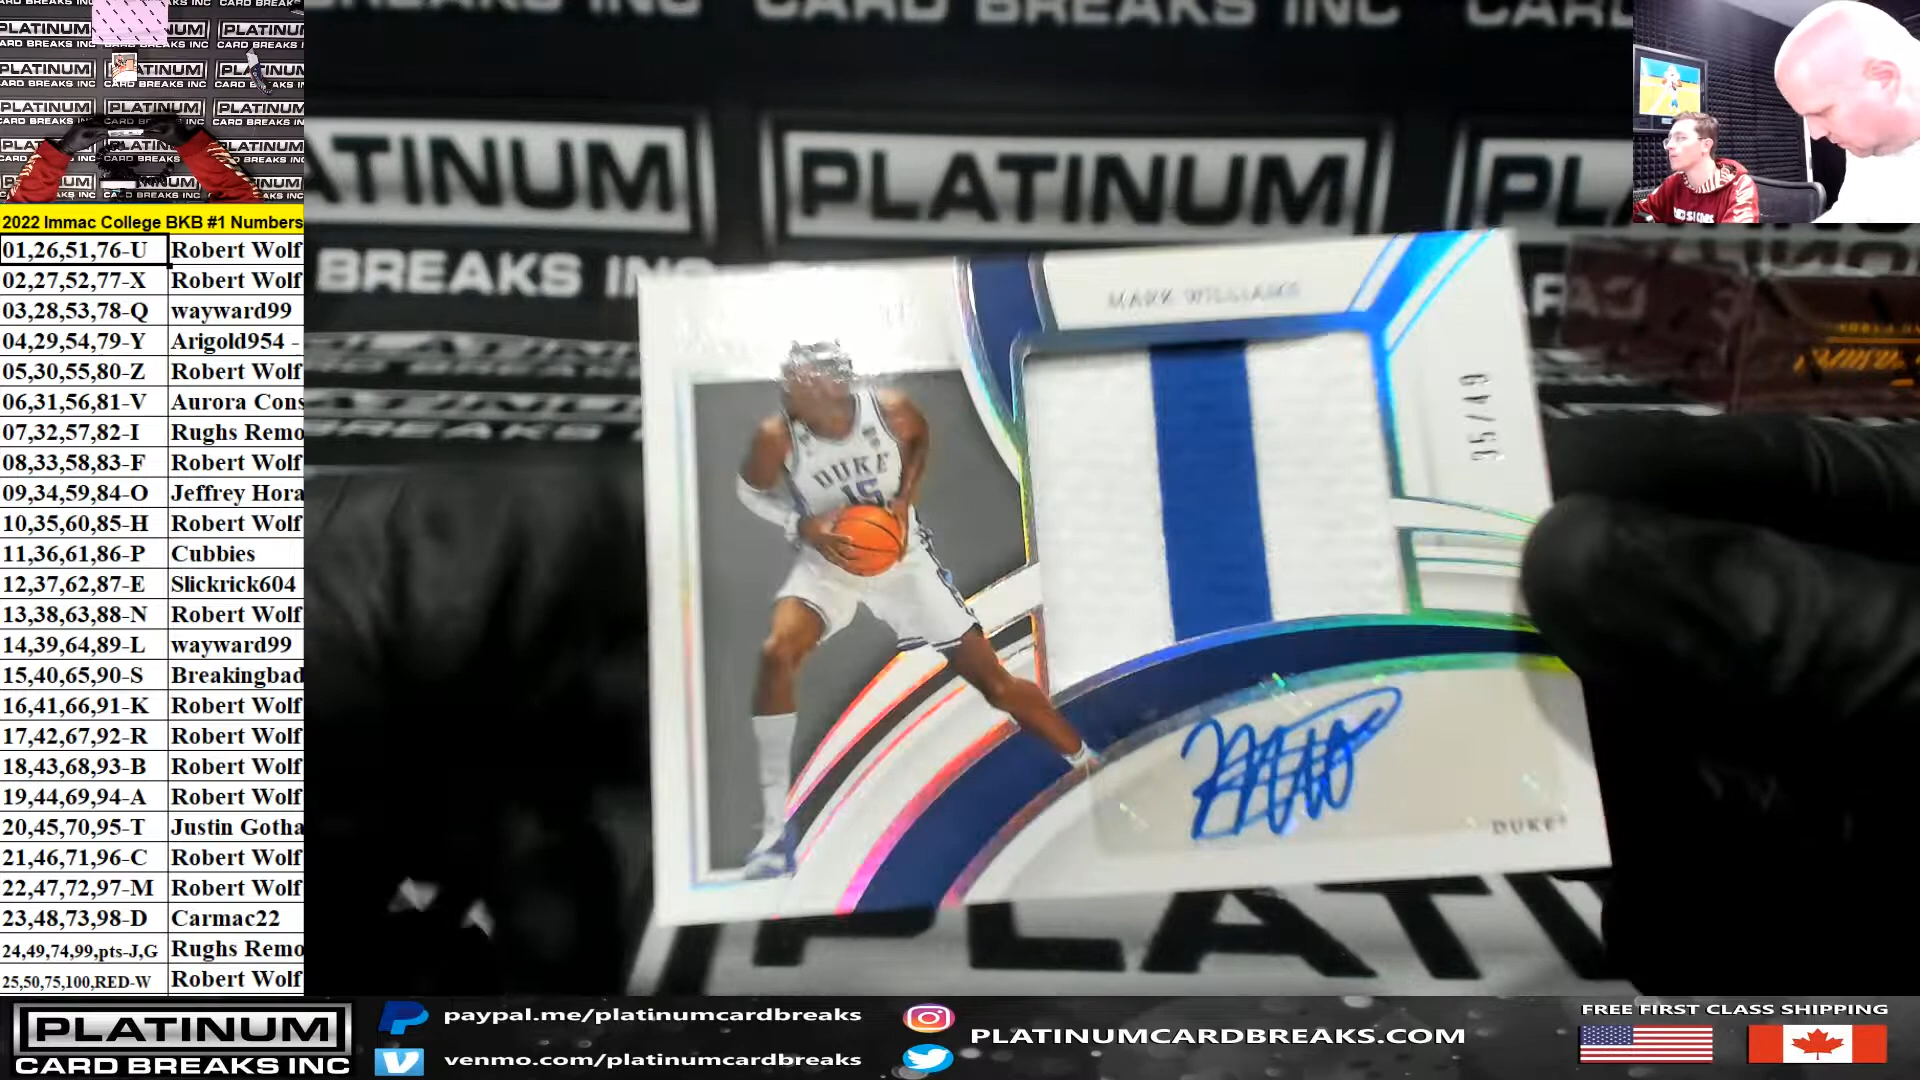 2022 Immac College BKB #1 Numbers
01,26,51,76-U Robert Wolf
02,27,52,77-X Robert Wolf
03,28,53,78-Q wayward99
04,29,54,79-Y Arigold954 -
05,30,55,80-Z Robert Wolf
06,31,56,81-V Aurora Cons
07,32,57,82-I Rughs Remo
08,33,58,83-F Robert Wolf
09,34,59,84-O Jeffrey Hora
10,35,60,85-H Robert Wolf
11,36,61,86-P Cubbies
12,37,62,87-E Slickrick604
13,38,63,88-N Robert Wolf
14,39,64,89-L wayward99
15,40,65,90-S Breakingbad
16,41,66,91-K Robert Wolf
17,42,67,92-R Robert Wolf
18,43,68,93-B Robert Wolf
19,44,69,94-A Robert Wolf
20,45,70,95-T Justin Gotha
21,46,71,96-C Robert Wolf
22,47,72,97-M Robert Wolf
23,48,73,98-D Carmac22
24,49,74,99,pts-J,G Rughs Remo
25,50,75,100,RED-W Robert Wolf
CARD BREAKS INC
PLATINUM
BREAKS INC
MARK WILLIAMS
35/49
DUKE
15
DUKE
PLATINUM
CARD BREAKS INC
paypal.me/platinumcardbreaks
venmo.com/platinumcardbreaks
PLATINUMCARDBREAKS.COM
FREE FIRST CLASS SHIPPING